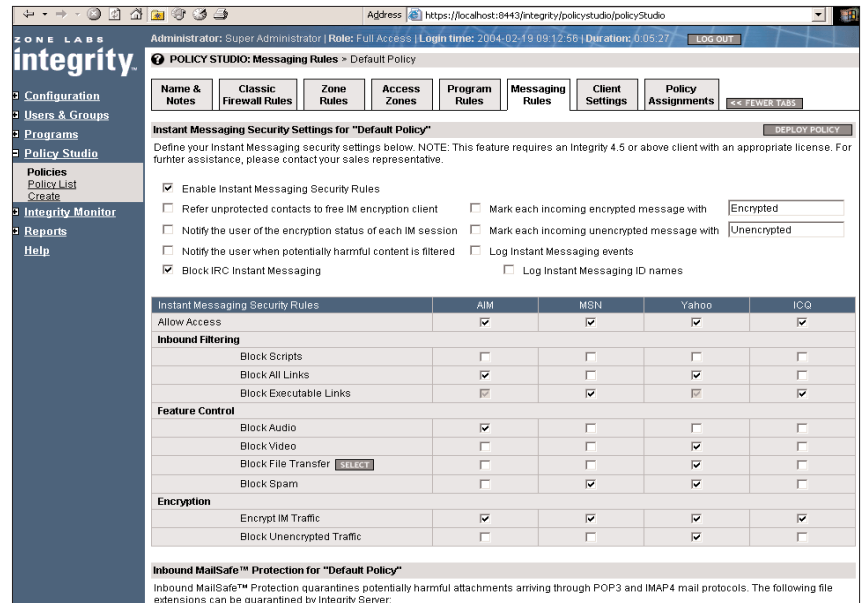 Address https://localhost:8443/integrity/policystudio/policyStudio
ZONE LABS
integrity
Administrator: Super Administrator | Role: Full Access | Login time: 2004-02-19 09:12:56 | Duration: 0:05:27 LOG OUT
POLICY STUDIO: Messaging Rules > Default Policy
Configuration
Users & Groups
Programs
Policy Studio
Policies
Policy List
Create
Integrity Monitor
Reports
Help
Name & Notes
Classic Firewall Rules
Zone Rules
Access Zones
Program Rules
Messaging Rules
Client Settings
Policy Assignments
<< FEWER TABS
Instant Messaging Security Settings for "Default Policy" DEPLOY POLICY
Define your Instant Messaging security settings below. NOTE: This feature requires an Integrity 4.5 or above client with an appropriate license. For
furhter assistance, please contact your sales representative.
Enable Instant Messaging Security Rules
Refer unprotected contacts to free IM encryption client Mark each incoming encrypted message with Encrypted
Notify the user of the encryption status of each IM session Mark each incoming unencrypted message with Unencrypted
Notify the user when potentially harmful content is filtered Log Instant Messaging events
Block IRC Instant Messaging Log Instant Messaging ID names
Instant Messaging Security Rules AIM MSN Yahoo ICQ
Allow Access
Inbound Filtering
Block Scripts
Block All Links
Block Executable Links
Feature Control
Block Audio
Block Video
Block File Transfer SELECT
Block Spam
Encryption
Encrypt IM Traffic
Block Unencrypted Traffic
Inbound MailSafe™ Protection for "Default Policy"
Inbound MailSafe™ Protection quarantines potentially harmful attachments arriving through POP3 and IMAP4 mail protocols. The following file
extensions can be quarantined by Integrity Server: